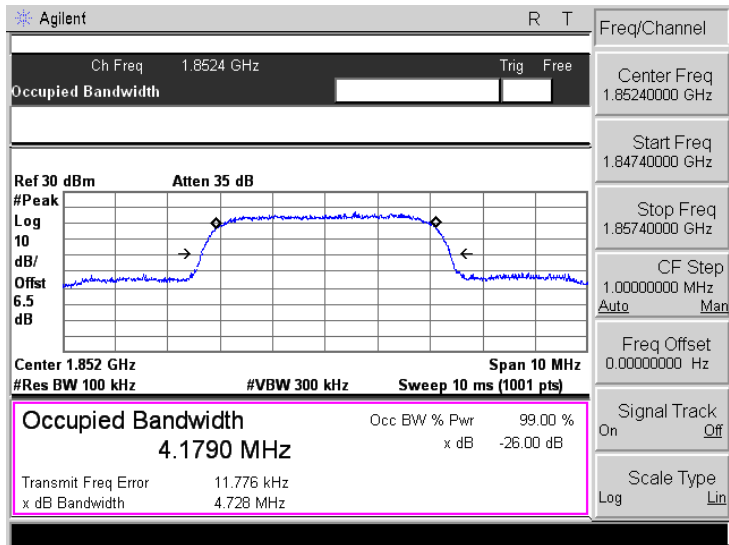 Agilent R T
Ch Freq 1.8524 GHz Trig Free
Occupied Bandwidth
Ref 30 dBm Atten 35 dB
#Peak
Log
10
dB/
Offst
6.5
dB
Center 1.852 GHz Span 10 MHz
#Res BW 100 kHz #VBW 300 kHz Sweep 10 ms (1001 pts)
Occupied Bandwidth Occ BW % Pwr 99.00 %
4.1790 MHz x dB -26.00 dB
Transmit Freq Error 11.776 kHz
x dB Bandwidth 4.728 MHz
Freq/Channel
Center Freq
1.85240000 GHz
Start Freq
1.84740000 GHz
Stop Freq
1.85740000 GHz
CF Step
1.00000000 MHz
Auto Man
Freq Offset
0.00000000 Hz
Signal Track
On Off
Scale Type
Log Lin